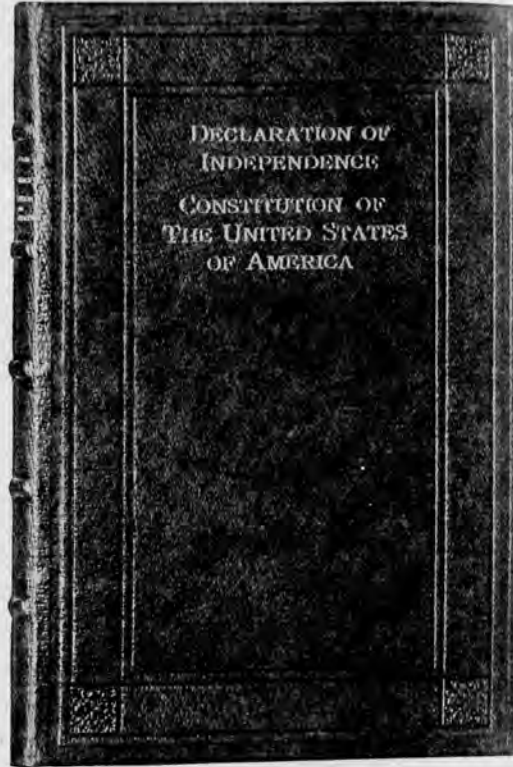 DECLARATION OF
INDEPENDENCE
CONSTITUTION OF
THE UNITED STATES
OF AMERICA